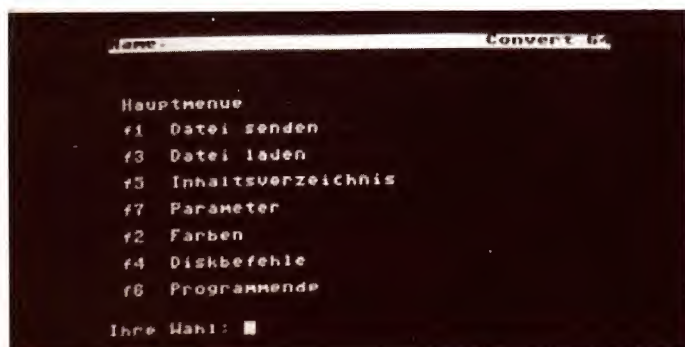 Name: Convert 64
Hauptmenue
f1 Datei senden
f3 Datei laden
f5 Inhaltsverzeichnis
f7 Parameter
f2 Farben
f4 Diskbefehle
f6 Programmende
Ihre Wahl: